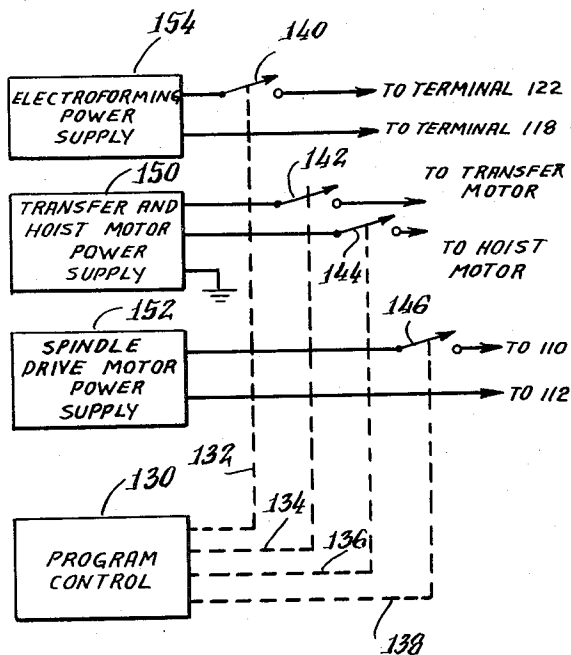 154
140
ELECTROFORMING
POWER
SUPPLY
TO TERMINAL 122
TO TERMINAL 118
150
142
TRANSFER AND
HOIST MOTOR
POWER
SUPPLY
TO TRANSFER
MOTOR
144
TO HOIST
MOTOR
152
146
SPINDLE
DRIVE MOTOR
POWER
SUPPLY
TO 110
TO 112
130
132
134
PROGRAM
CONTROL
136
138